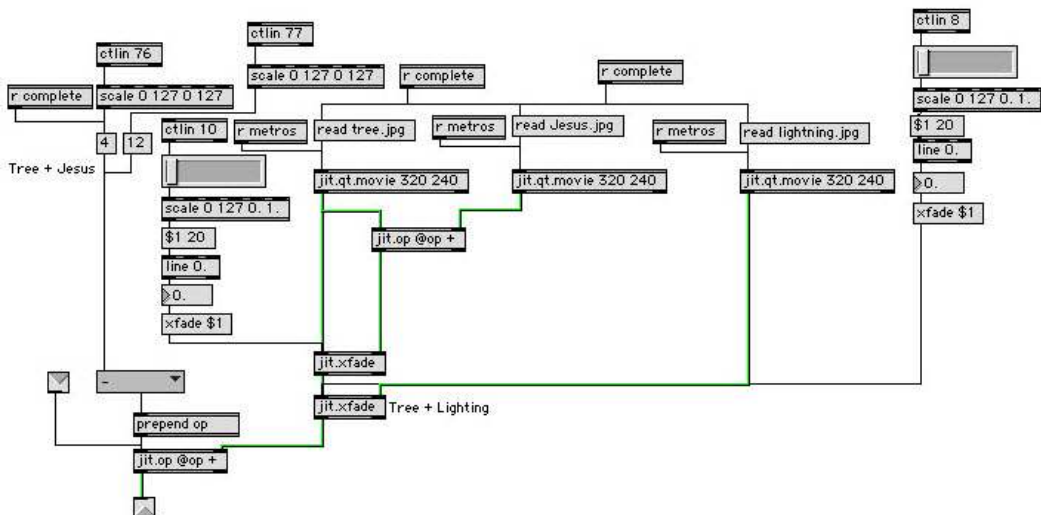 ctlin 8
ctlin 77
ctlin 76
scale 0 127 0 127
r complete
r complete
r complete
scale 0 127 0 127
scale 0 127 0. 1.
ctlin 10
r metros
read tree.jpg
r metros
read Jesus.jpg
r metros
read lightning.jpg
$1 20
4
12
line 0.
Tree + Jesus
jit.qt.movie 320 240
jit.qt.movie 320 240
jit.qt.movie 320 240
0.
scale 0 127 0. 1.
xfade $1
$1 20
jit.op @op +
line 0.
0.
xfade $1
jit.xfade
-
jit.xfade
Tree + Lighting
prepend op
jit.op @op +